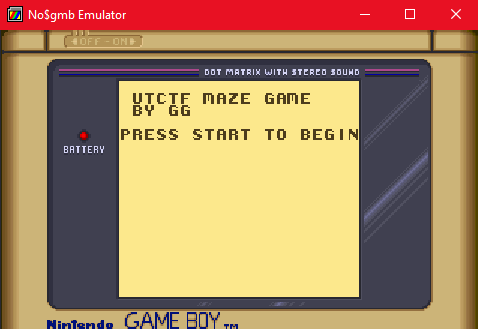 No$gmb Emulator
OFF-ON
DOT MATRIX WITH STEREO SOUND
UTCTF MAZE GAME
BY GG
PRESS START TO BEGIN
BATTERY
Nintendo GAME BOY TM